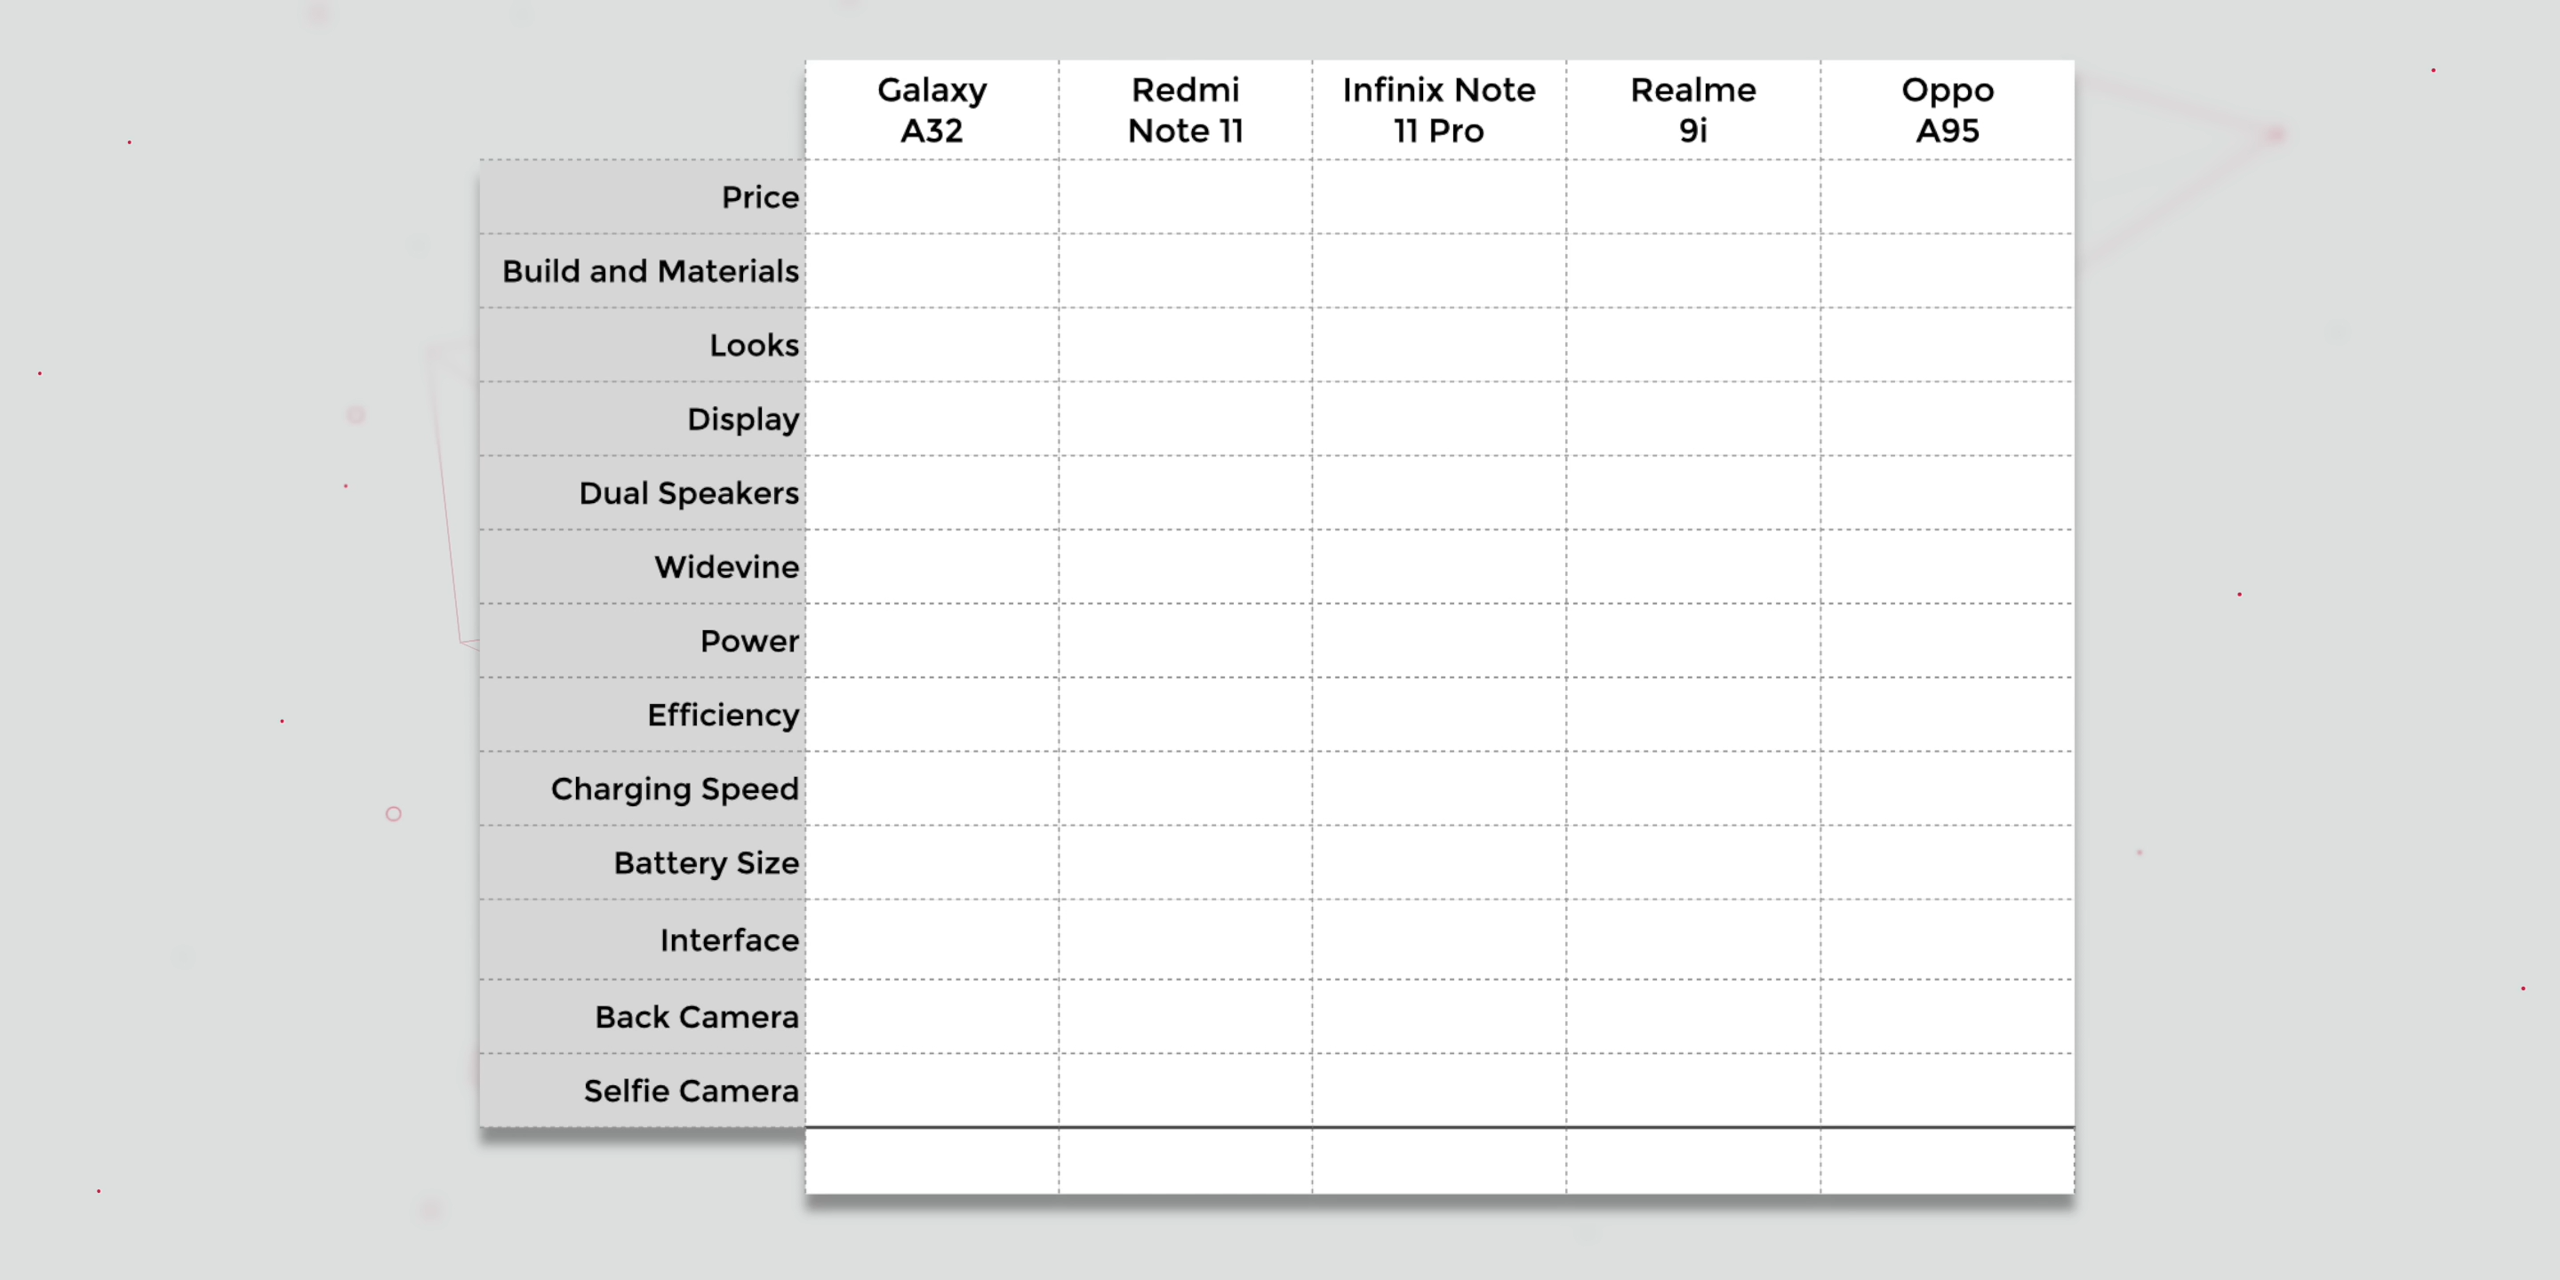 Galaxy
A32
Redmi
Note 11
Infinix Note
11 Pro
Realme
9i
Oppo
A95
Price
Build and Materials
Looks
Display
Dual Speakers
Widevine
Power
Efficiency
Charging Speed
Battery Size
Interface
Back Camera
Selfie Camera